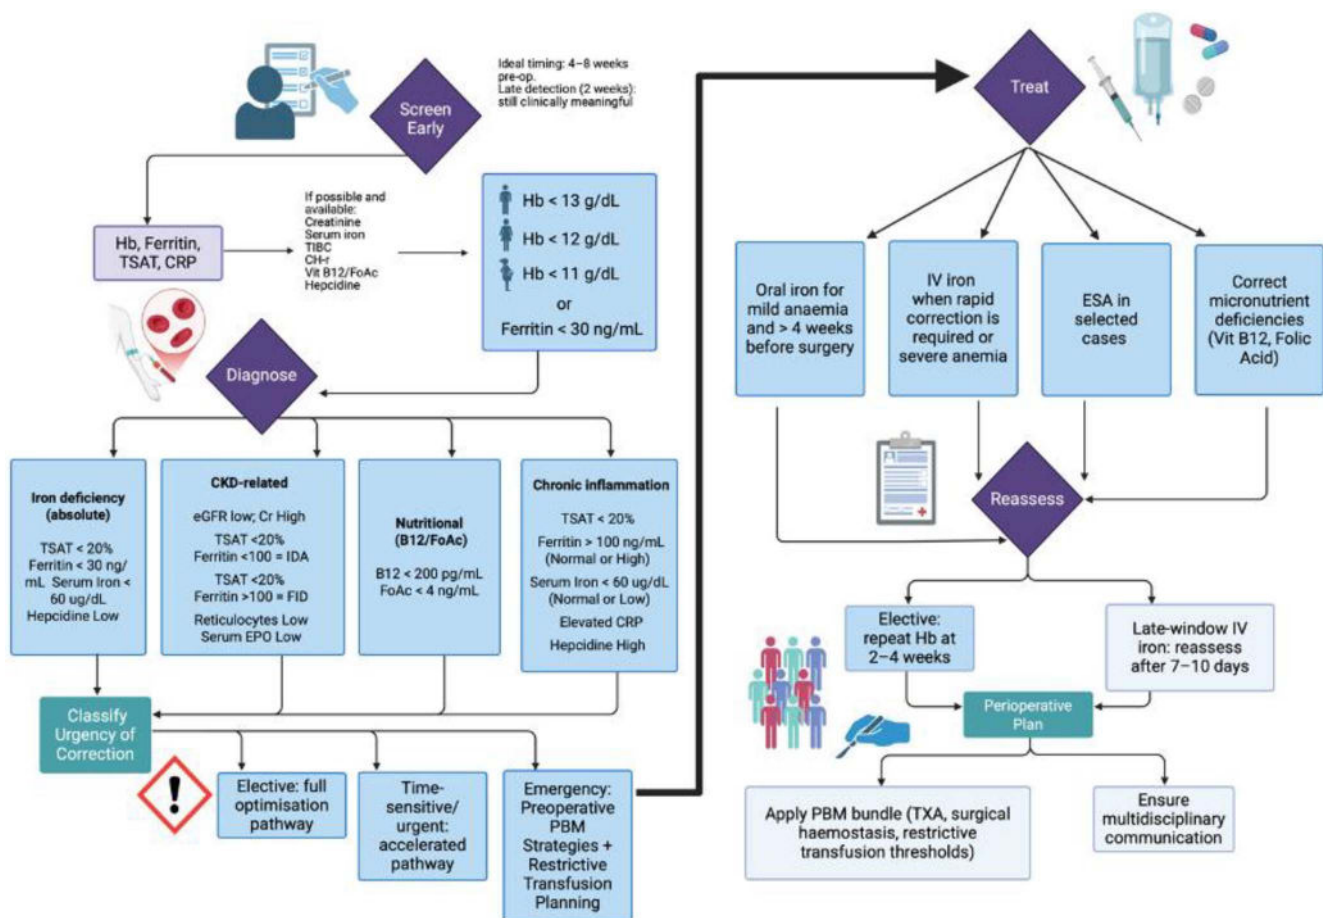 Ideal timing: 4–8 weeks
pre-op.
Late detection (2 weeks):
still clinically meaningful
Screen
Early
Hb, Ferritin,
TSAT, CRP
If possible and
available:
Creatinine
Serum iron
TIBC
CH-r
Vit B12/FoAc
Hepcidine
Hb < 13 g/dL
Hb < 12 g/dL
Hb < 11 g/dL
or
Ferritin < 30 ng/mL
Diagnose
Iron deficiency
(absolute)
TSAT < 20%
Ferritin < 30 ng/
mL Serum Iron <
60 ug/dL
Hepcidine Low
CKD-related
eGFR low; Cr High
TSAT <20%
Ferritin <100 = IDA
TSAT <20%
Ferritin >100 = FID
Reticulocytes Low
Serum EPO Low
Nutritional
(B12/FoAc)
B12 < 200 pg/mL
FoAc < 4 ng/mL
Chronic inflammation
TSAT < 20%
Ferritin > 100 ng/mL
(Normal or High)
Serum Iron < 60 ug/dL
(Normal or Low)
Elevated CRP
Hepcidine High
Classify
Urgency of
Correction
!
Elective: full
optimisation
pathway
Time-
sensitive/
urgent:
accelerated
pathway
Emergency:
Preoperative
PBM
Strategies +
Restrictive
Transfusion
Planning
Treat
Oral iron for
mild anaemia
and > 4 weeks
before surgery
IV iron
when rapid
correction is
required or
severe anemia
ESA in
selected
cases
Correct
micronutrient
deficiencies
(Vit B12, Folic
Acid)
Reassess
Elective:
repeat Hb at
2–4 weeks
Late-window IV
iron: reassess
after 7–10 days
Perioperative
Plan
Apply PBM bundle (TXA, surgical
haemostasis, restrictive
transfusion thresholds)
Ensure
multidisciplinary
communication